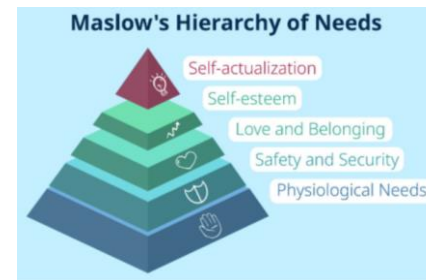 Maslow's Hierarchy of Needs
Self-actualization
Self-esteem
Love and Belonging
Safety and Security
Physiological Needs